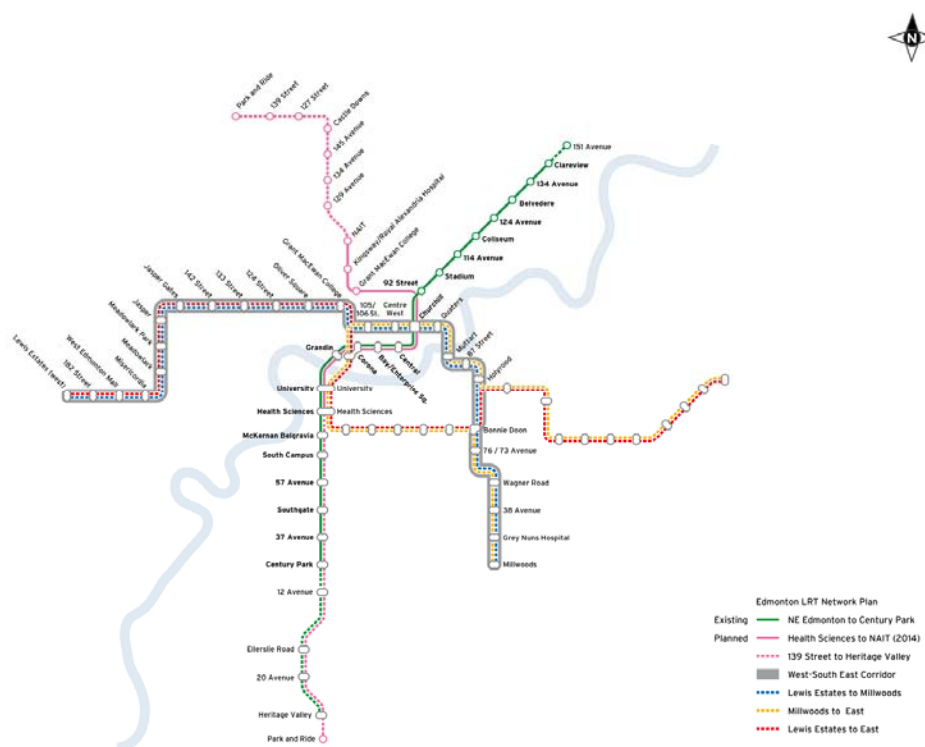 N
Park and Ride
139 Street
127 Street
Castle Downs
145 Avenue
134 Avenue
129 Avenue
NAIT
Kingsway/Royal Alexandria Hospital
Grant MacEwan College
92 Street
151 Avenue
Clareview
134 Avenue
Belvedere
124 Avenue
Coliseum
114 Avenue
Stadium
Churchill
Quaters
Muttart
87 Street
Holyrood
Lewis Estates (west)
182 Street
West Edmonton Mall
Misericordia
Meadowlark
Meadowlark Park
Jasper
Jasper Gates
142 Street
133 Street
124 Street
Oliver Square
Grant MacEwan College
105/
106 St.
Centre
West
Grandin
Corona
Bay/Enterprise Sq.
Central
University
University
Health Sciences
Health Sciences
McKernan Belgravia
South Campus
57 Avenue
Southgate
37 Avenue
Century Park
12 Avenue
Ellerslie Road
20 Avenue
Heritage Valley
Park and Ride
Bonnie Doon
76 / 73 Avenue
Wagner Road
38 Avenue
Grey Nuns Hospital
Millwoods
Edmonton LRT Network Plan
Existing NE Edmonton to Century Park
Planned Health Sciences to NAIT (2014)
139 Street to Heritage Valley
West-South East Corridor
Lewis Estates to Millwoods
Millwoods to East
Lewis Estates to East